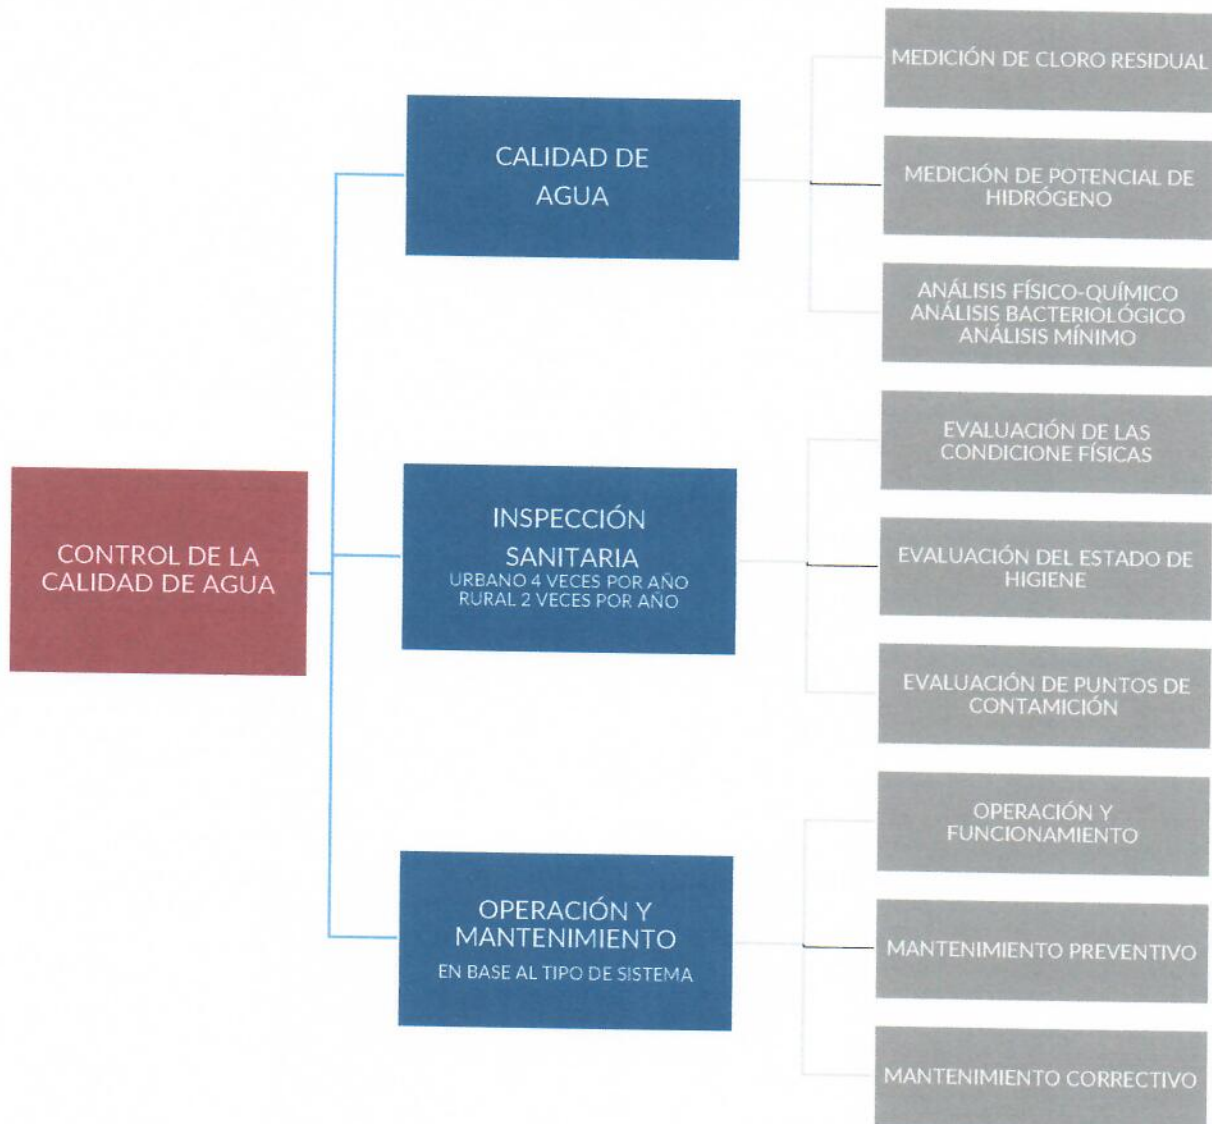 CONTROL DE LA
CALIDAD DE AGUA
CALIDAD DE
AGUA
MEDICIÓN DE CLORO RESIDUAL
MEDICIÓN DE POTENCIAL DE
HIDRÓGENO
ANÁLISIS FÍSICO-QUÍMICO
ANÁLISIS BACTERIOLÓGICO
ANÁLISIS MÍNIMO
INSPECCIÓN
SANITARIA
URBANO 4 VECES POR AÑO
RURAL 2 VECES POR AÑO
EVALUACIÓN DE LAS
CONDICIONE FÍSICAS
EVALUACIÓN DEL ESTADO DE
HIGIENE
EVALUACIÓN DE PUNTOS DE
CONTAMICIÓN
OPERACIÓN Y
MANTENIMIENTO
EN BASE AL TIPO DE SISTEMA
OPERACIÓN Y
FUNCIONAMIENTO
MANTENIMIENTO PREVENTIVO
MANTENIMIENTO CORRECTIVO